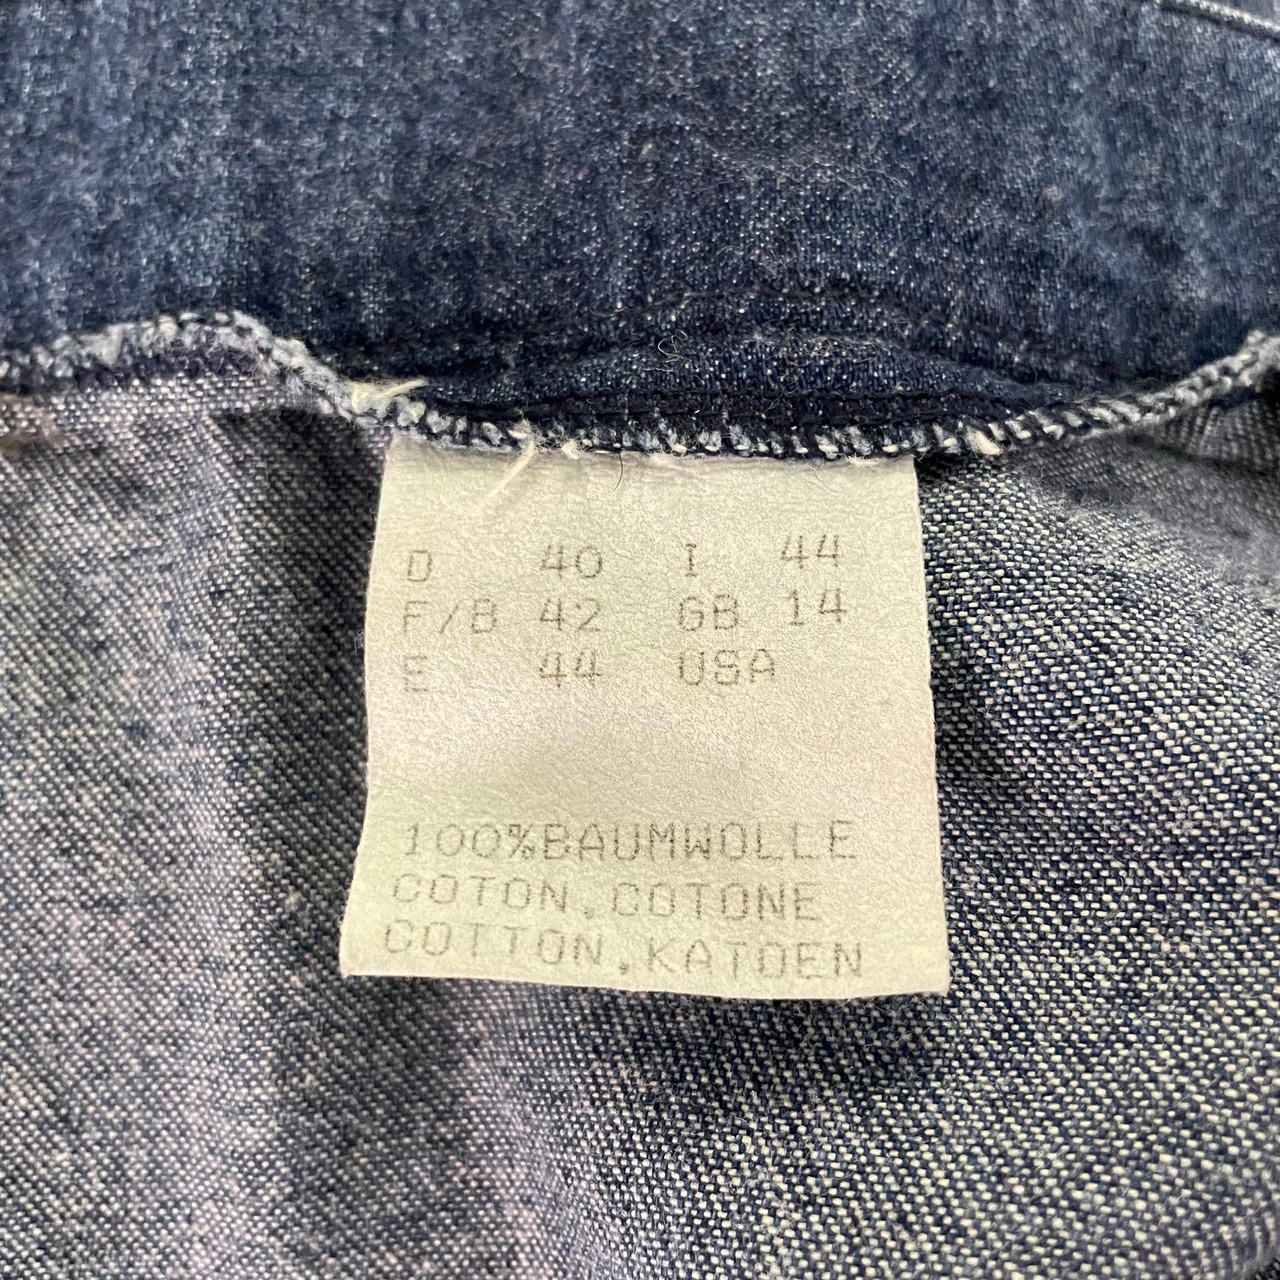 D 40 I 44
F/B 42 GB 14
E 44 USA
100%BAUMWOLLE
COTON,COTONE
COTTON,KATOEN